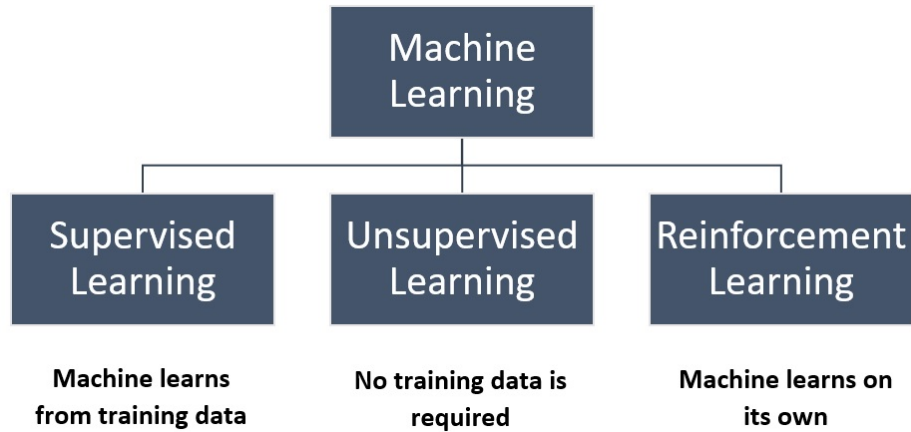 Machine
Learning
Supervised
Learning
Unsupervised
Learning
Reinforcement
Learning
Machine learns
from training data
No training data is
required
Machine learns on
its own